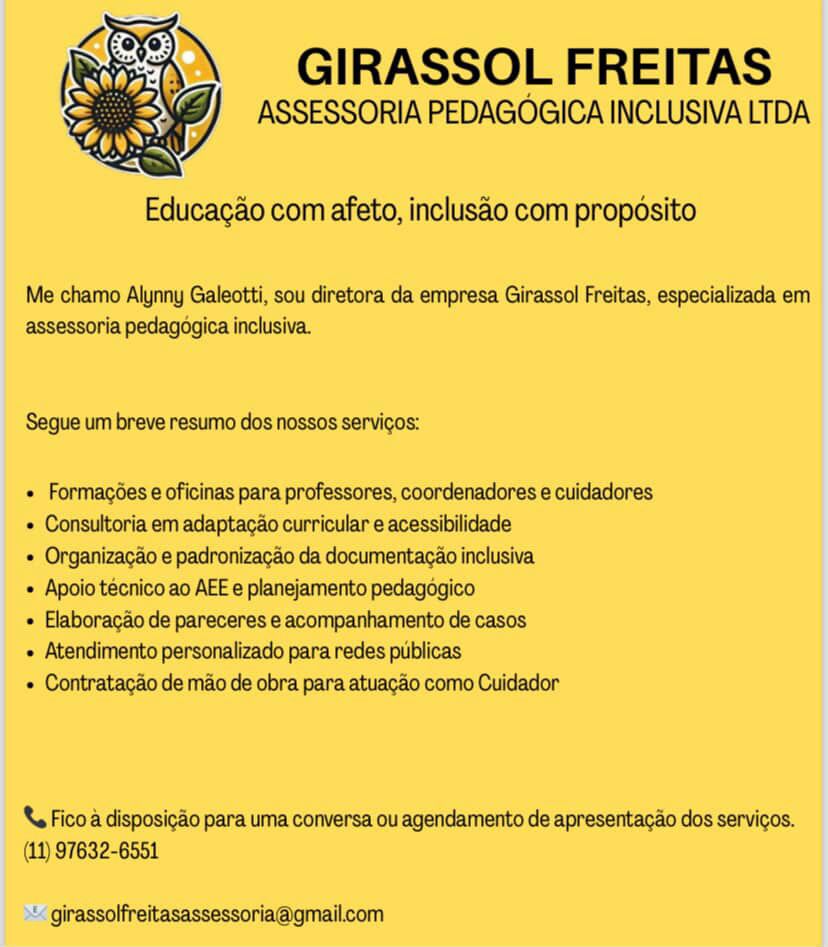 GIRASSOL FREITAS
ASSESSORIA PEDAGÓGICA INCLUSIVA LTDA
Educação com afeto, inclusão com propósito
Me chamo Alynny Galeotti, sou diretora da empresa Girassol Freitas, especializada em
assessoria pedagógica inclusiva.
Segue um breve resumo dos nossos serviços:
• Formações e oficinas para professores, coordenadores e cuidadores
• Consultoria em adaptação curricular e acessibilidade
• Organização e padronização da documentação inclusiva
• Apoio técnico ao AEE e planejamento pedagógico
• Elaboração de pareceres e acompanhamento de casos
• Atendimento personalizado para redes públicas
• Contratação de mão de obra para atuação como Cuidador
📞 Fico à disposição para uma conversa ou agendamento de apresentação dos serviços.
(11) 97632-6551
📧 girassolfreitasassessoria@gmail.com